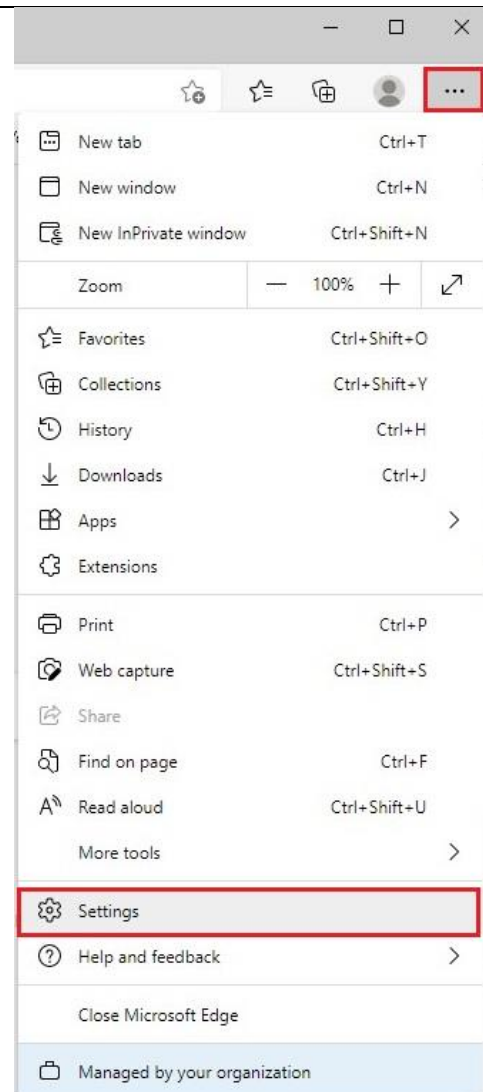 New tab Ctrl+T
New window Ctrl+N
New InPrivate window Ctrl+Shift+N
Zoom — 100% +
Favorites Ctrl+Shift+O
Collections Ctrl+Shift+Y
History Ctrl+H
Downloads Ctrl+J
Apps
Extensions
Print Ctrl+P
Web capture Ctrl+Shift+S
Share
Find on page Ctrl+F
Read aloud Ctrl+Shift+U
More tools
Settings
Help and feedback
Close Microsoft Edge
Managed by your organization